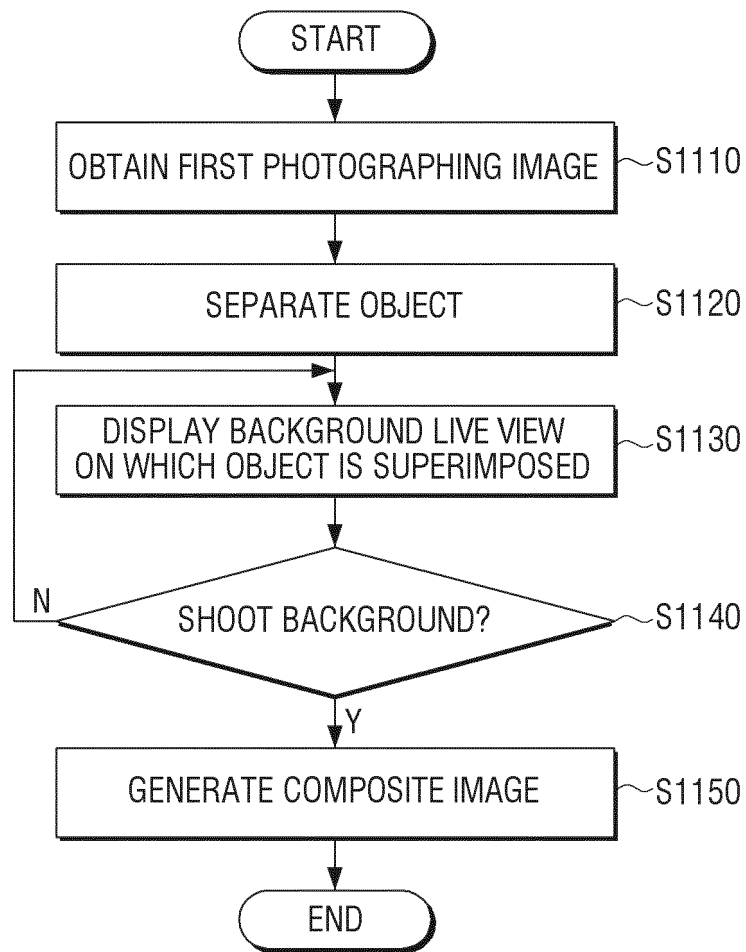 START
OBTAIN FIRST PHOTOGRAPHING IMAGE
S1110
SEPARATE OBJECT
S1120
DISPLAY BACKGROUND LIVE VIEW
ON WHICH OBJECT IS SUPERIMPOSED
S1130
N
SHOOT BACKGROUND?
S1140
Y
GENERATE COMPOSITE IMAGE
S1150
END